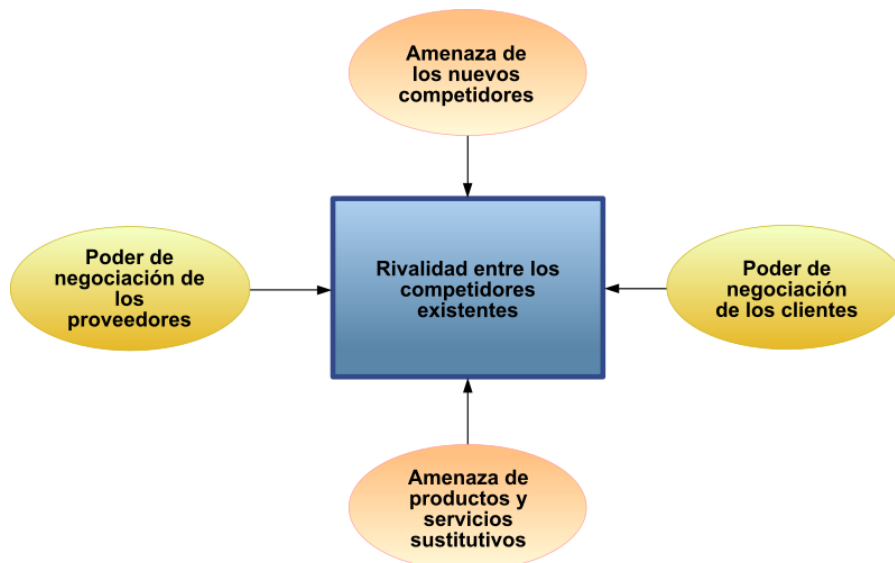 Amenaza de
los nuevos
competidores
Poder de
negociación de
los
proveedores
Rivalidad entre los
competidores
existentes
Poder de
negociación
de los clientes
Amenaza de
productos y
servicios
sustitutivos